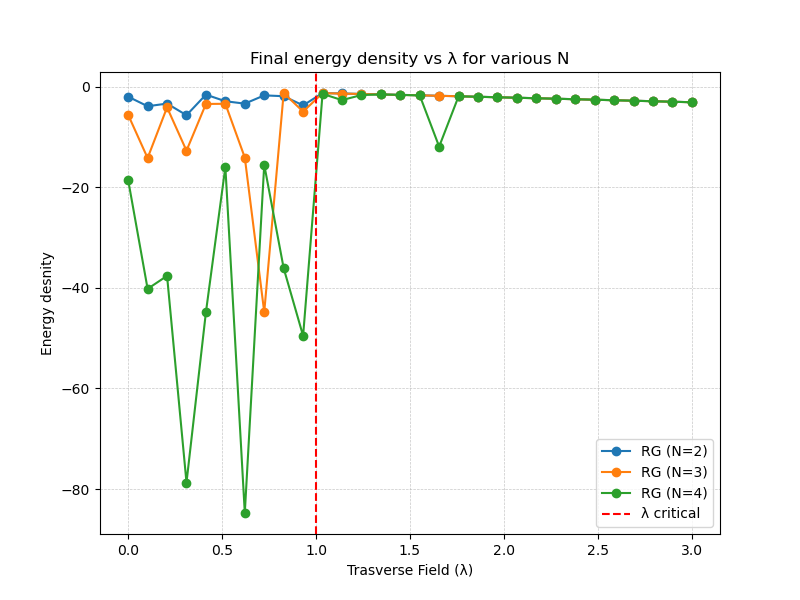 Final energy density vs λ for various N
0
−20
−40
−60
−80
Energy desnity
0.0 0.5 1.0 1.5 2.0 2.5 3.0
Trasverse Field (λ)
RG (N=2)
RG (N=3)
RG (N=4)
λ critical